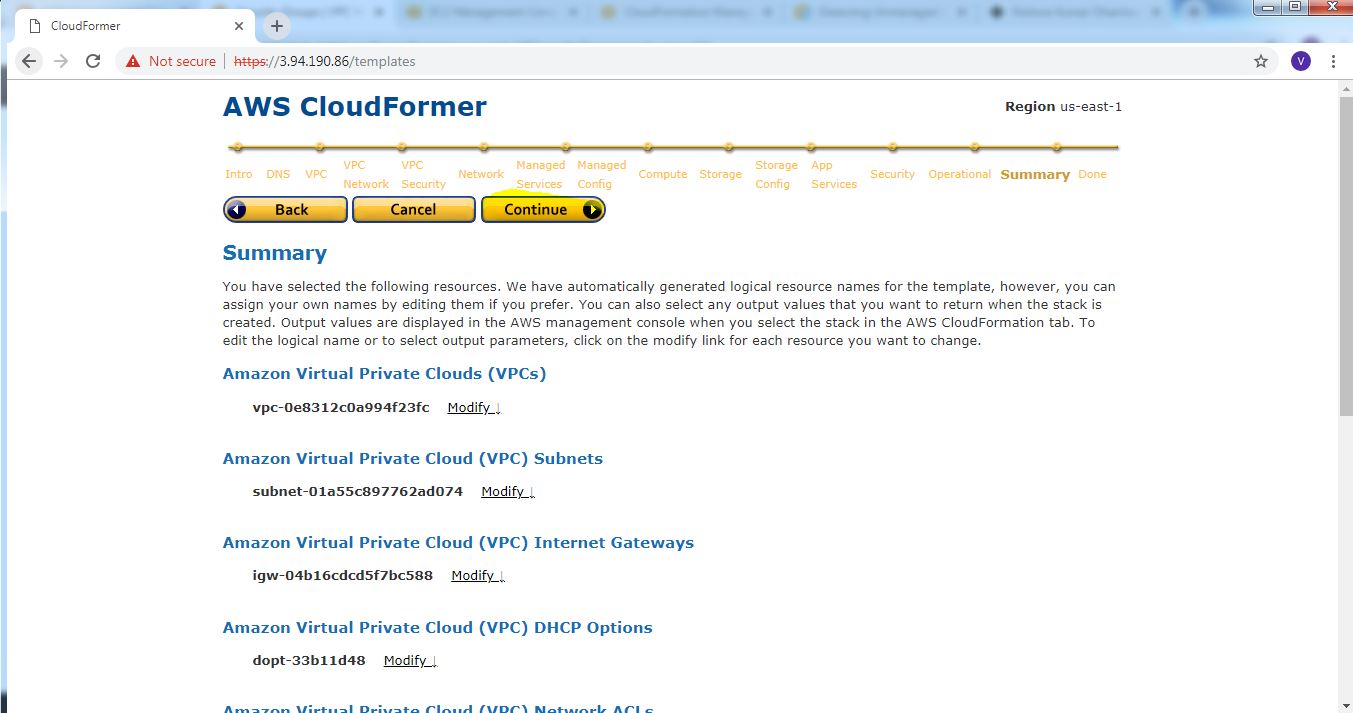 CloudFormer
Not secure | https://3.94.190.86/templates
V
AWS CloudFormer
Region us-east-1
Intro DNS VPC VPC Network VPC Security Network Managed Services Managed Config Compute Storage Storage Config App Services Security Operational Summary Done
Back Cancel Continue
Summary
You have selected the following resources. We have automatically generated logical resource names for the template, however, you can
assign your own names by editing them if you prefer. You can also select any output values that you want to return when the stack is
created. Output values are displayed in the AWS management console when you select the stack in the AWS CloudFormation tab. To
edit the logical name or to select output parameters, click on the modify link for each resource you want to change.
Amazon Virtual Private Clouds (VPCs)
vpc-0e8312c0a994f23fc Modify ↓
Amazon Virtual Private Cloud (VPC) Subnets
subnet-01a55c897762ad074 Modify ↓
Amazon Virtual Private Cloud (VPC) Internet Gateways
igw-04b16cdcd5f7bc588 Modify ↓
Amazon Virtual Private Cloud (VPC) DHCP Options
dopt-33b11d48 Modify ↓
Amazon Virtual Private Cloud (VPC) Network ACLs